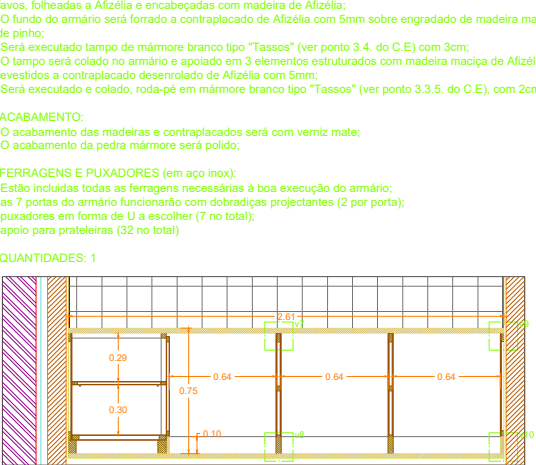 avos, folheadas a Afizélia e encabeçadas com madeira de Afizélia;
O fundo do armário será forrado a contraplacado de Afizélia com 5mm sobre engradado de madeira ma
de pinho;
Será executado tampo de mármore branco tipo "Tassos" (ver ponto 3.4. do C.E) com 3cm;
O tampo será colado no armário e apoiado em 3 elementos estruturados com madeira maciça de Afizél
evestidos a contraplacado desenrolado de Afizélia com 5mm;
Será executado e colado, roda-pé em mármore branco tipo "Tassos" (ver ponto 3.3.5. do C.E), com 2cm
ACABAMENTO:
O acabamento das madeiras e contraplacados será com verniz mate;
O acabamento da pedra mármore será polido;
FERRAGENS E PUXADORES (em aço inox):
Estão incluidas todas as ferragens necessárias à boa execução do armário;
as 7 portas do armário funcionarão com dobradiças projectantes (2 por porta);
puxadores em forma de U a escolher (7 no total);
apoio para prateleiras (32 no total)
QUANTIDADES: 1
2.61
0.29
0.64
0.64
0.64
0.75
0.30
0.10